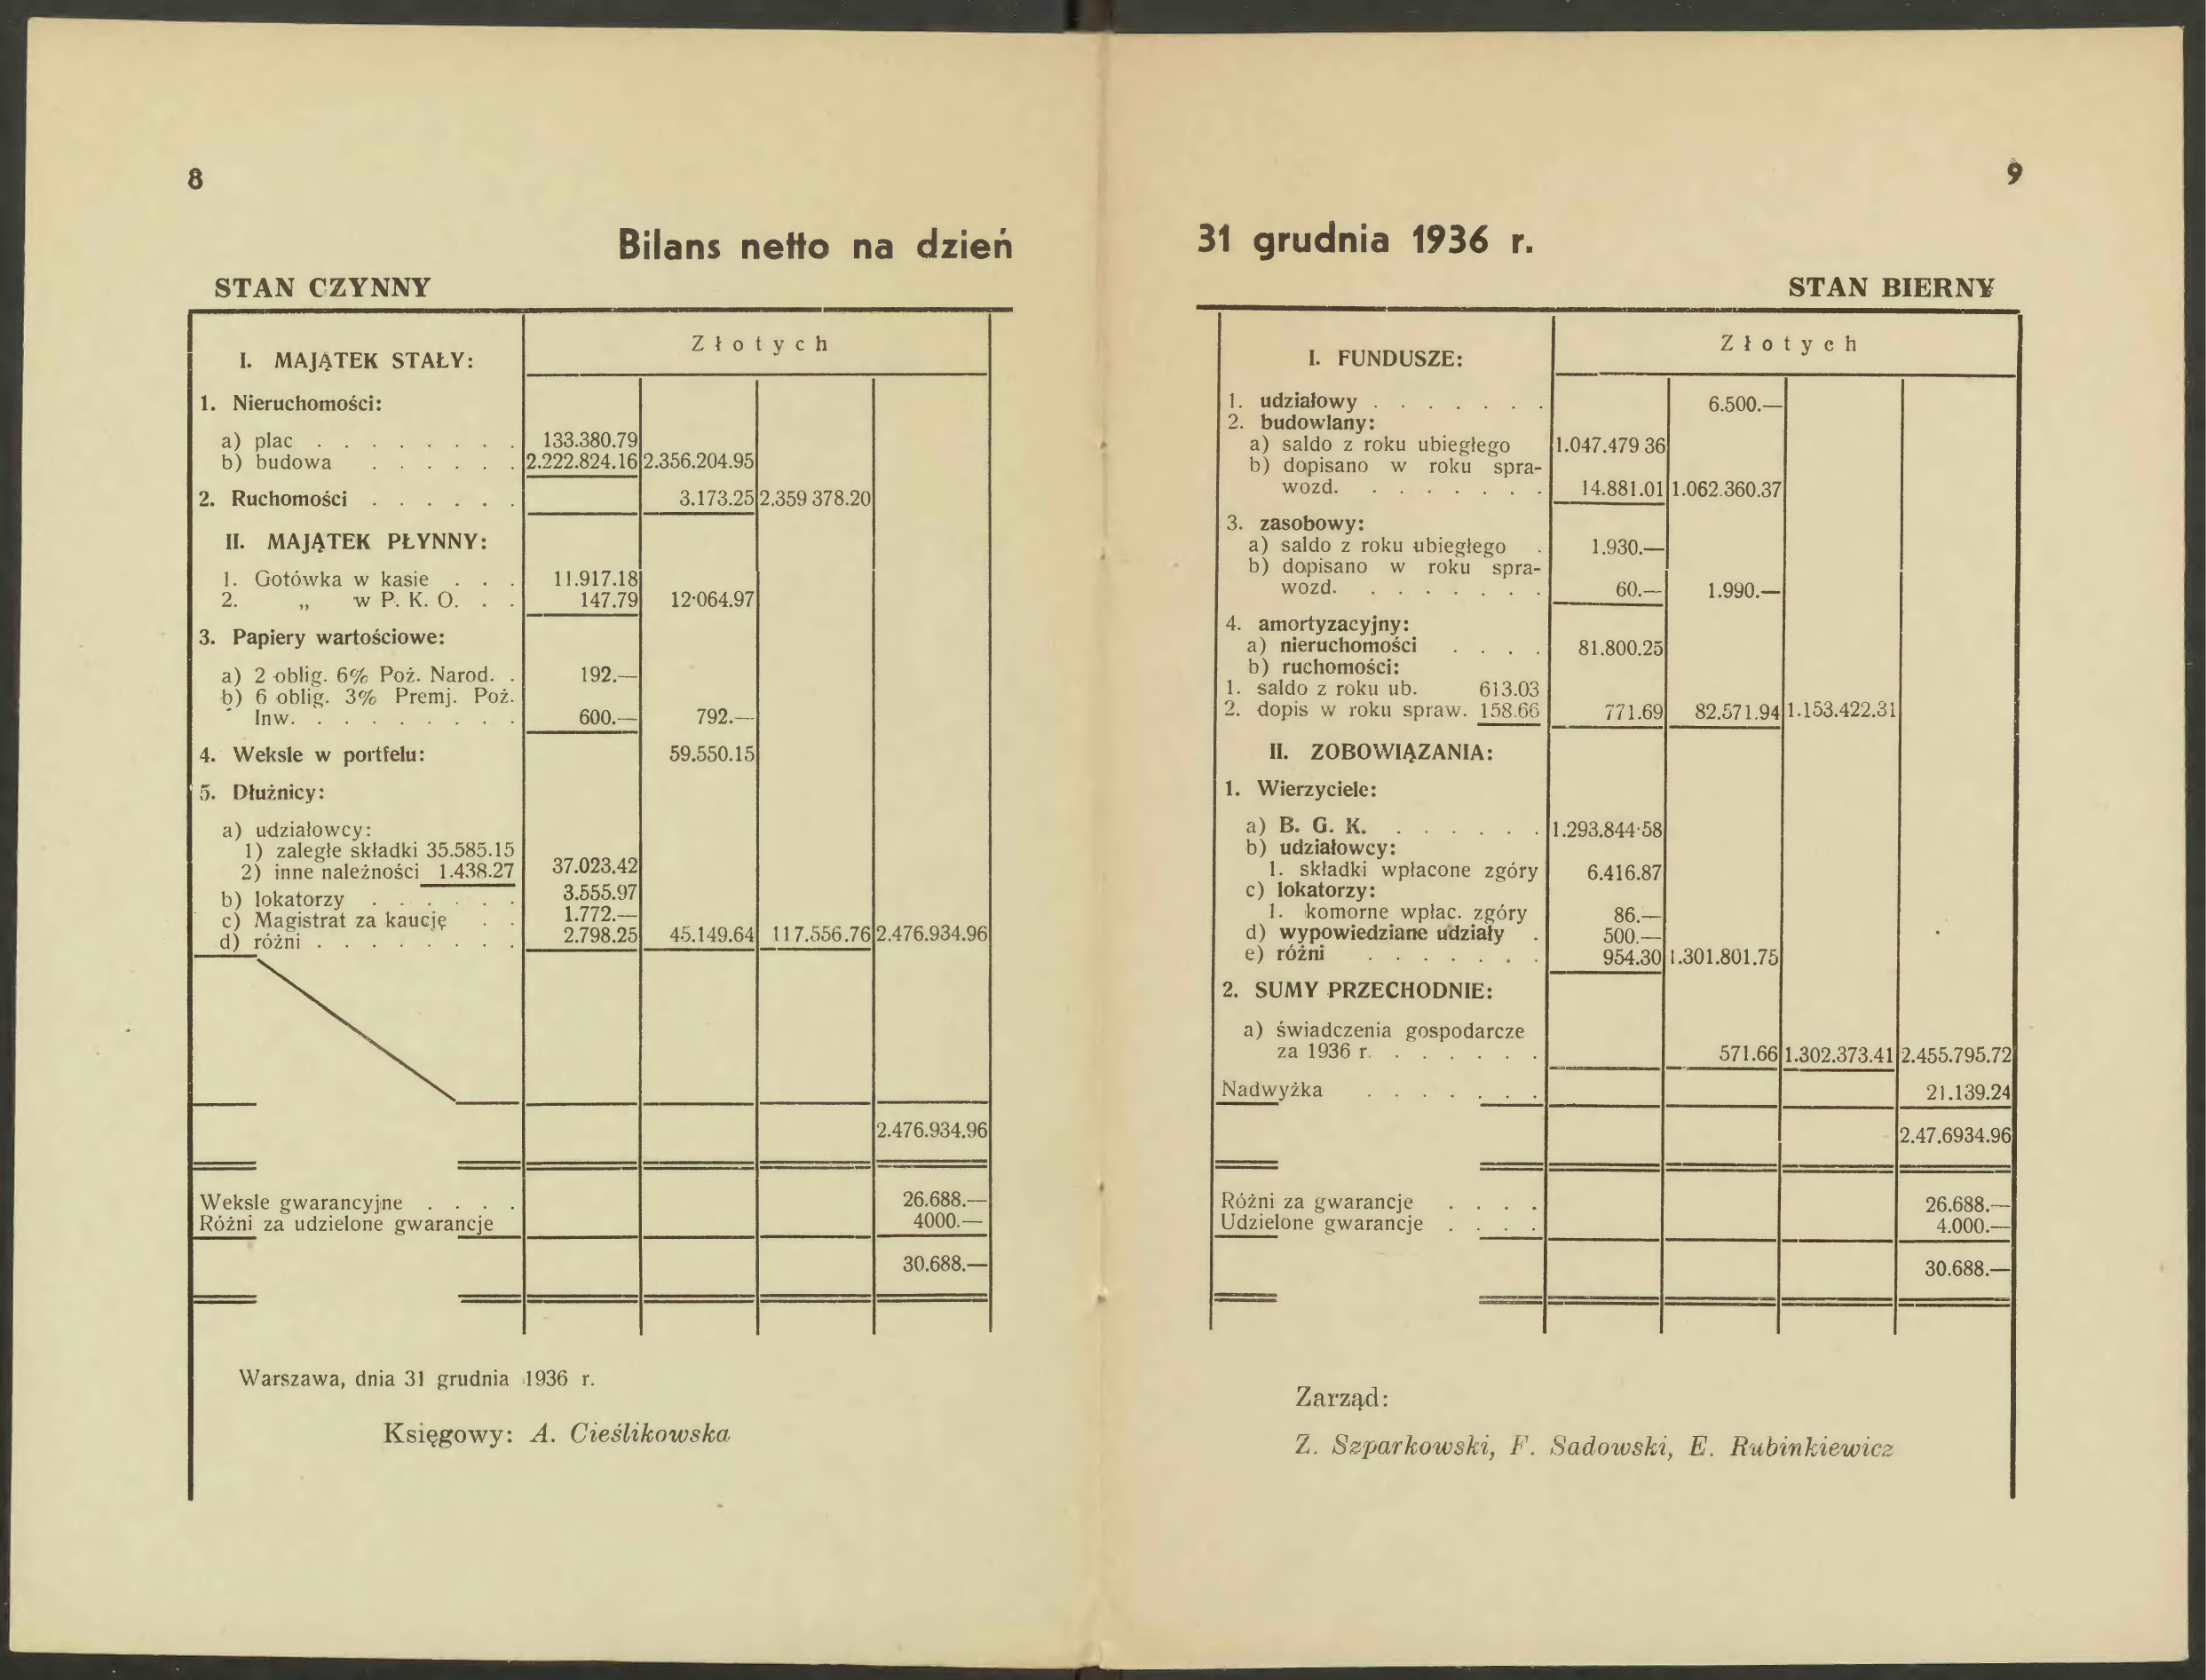 8
Bilans netto na dzień
STAN CZYNNY
Złotych
I. MAJĄTEK STAŁY:
1. Nieruchomości:
a) plac . . . . . . . . 133.380.79
b) budowa . . . . . . 2.222.824.16 2.356.204.95
2. Ruchomości . . . . . . 3.173.25 2.359 378.20
II. MAJĄTEK PŁYNNY:
1. Gotówka w kasie . . . 11.917.18
2. „ w P. K. O. . . 147.79 12·064.97
3. Papiery wartościowe:
a) 2 oblig. 6% Poż. Narod. . 192.—
b) 6 oblig. 3% Premj. Poż.
Inw. . . . . . . . . 600.— 792.—
4. Weksle w portfelu: 59.550.15
5. Dłużnicy:
a) udziałowcy:
1) zaległe składki 35.585.15
2) inne należności 1.438.27 37.023.42
b) lokatorzy . . . . . . 3.555.97
c) Magistrat za kaucję . . 1.772.—
d) różni . . . . . . . . 2.798.25 45.149.64 117.556.76 2.476.934.96
2.476.934.96
Weksle gwarancyjne . . . . 26.688.—
Różni za udzielone gwarancje 4000.—
30.688.—
Warszawa, dnia 31 grudnia 1936 r.
Księgowy: A. Cieślikowska
9
31 grudnia 1936 r.
STAN BIERNY
Złotych
I. FUNDUSZE:
1. udziałowy . . . . . . . 6.500.—
2. budowlany:
a) saldo z roku ubiegłego 1.047.479 36
b) dopisano w roku spra-
wozd. . . . . . . . 14.881.01 1.062.360.37
3. zasobowy:
a) saldo z roku ubiegłego . 1.930.—
b) dopisano w roku spra-
wozd. . . . . . . . 60.— 1.990.—
4. amortyzacyjny:
a) nieruchomości . . . . 81.800.25
b) ruchomości:
1. saldo z roku ub. 613.03
2. dopis w roku spraw. 158.66 771.69 82.571.94 1.153.422.31
II. ZOBOWIĄZANIA:
1. Wierzyciele:
a) B. G. K. . . . . . . 1.293.844·58
b) udziałowcy:
1. składki wpłacone zgóry 6.416.87
c) lokatorzy:
1. komorne wpłac. zgóry 86.—
d) wypowiedziane udziały . 500.—
e) różni . . . . . . . 954.30 1.301.801.75
2. SUMY PRZECHODNIE:
a) świadczenia gospodarcze
za 1936 r. . . . . . . 571.66 1.302.373.41 2.455.795.72
Nadwyżka . . . . . . . 21.139.24
2.47.6934.96
Różni za gwarancje . . . . 26.688.—
Udzielone gwarancje . . . . 4.000.—
30.688.—
Zarząd:
Z. Szparkowski, F. Sadowski, E. Rubinkiewicz